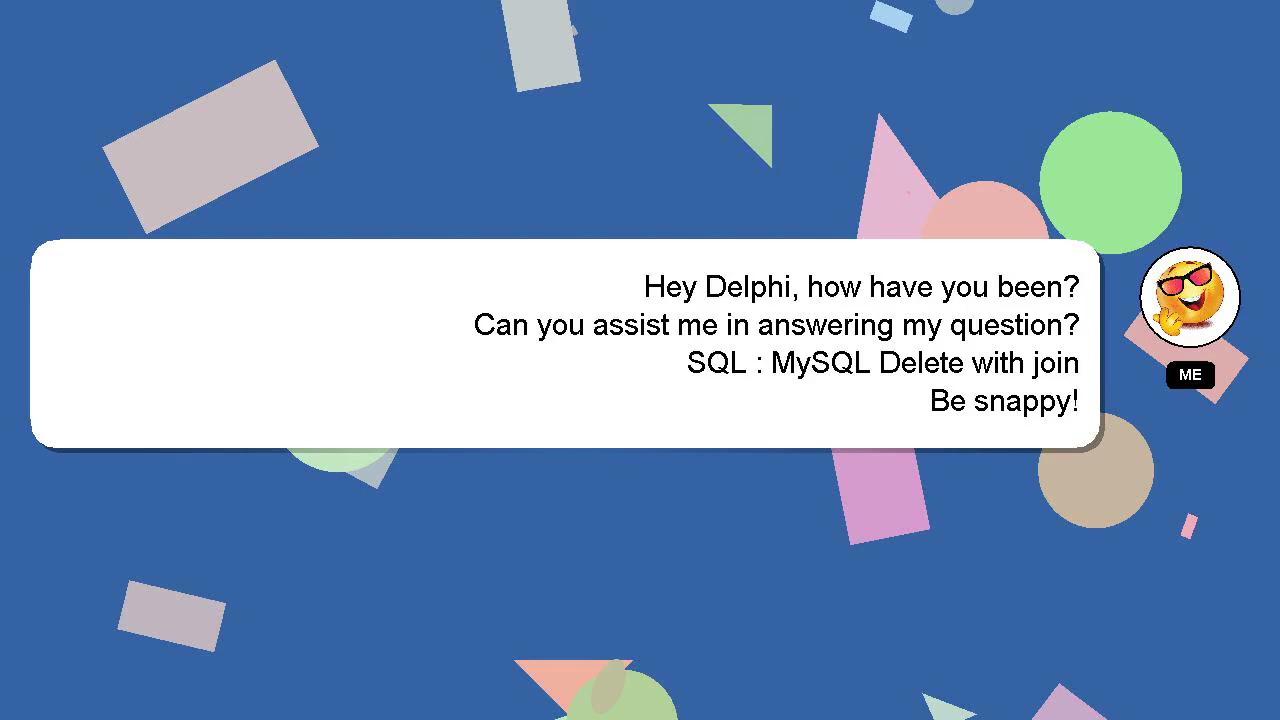 Hey Delphi, how have you been?
Can you assist me in answering my question?
SQL : MySQL Delete with join
Be snappy!
ME